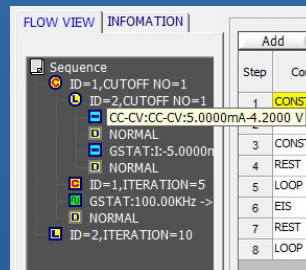 FLOW VIEW INFOMATION
Add
Sequence
Step
ID=1,CUTOFF NO=1
ID=2,CUTOFF NO=1
1 CONST
CC-CV:CC-CV:5.0000mA-4.2000 V
NORMAL
3 CONST
GSTAT:I:-5.0000m
4 REST
NORMAL
ID=1,ITERATION=5
5 LOOP
GSTAT:100.00KHz ->
6 EIS
NORMAL
7 REST
ID=2,ITERATION=10
8 LOOP